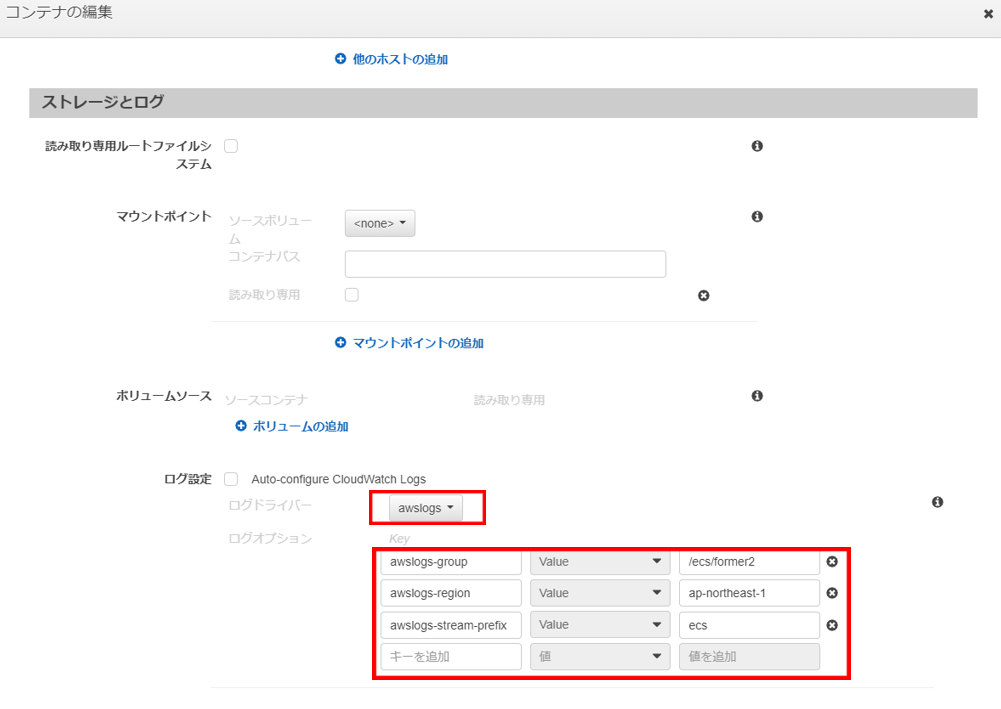 コンテナの編集
他のホストの追加
ストレージとログ
読み取り専用ルートファイルシ
ステム
マウントポイント
ソースボリュー
ム
<none>
コンテナパス
読み取り専用
マウントポイントの追加
ボリュームソース
ソースコンテナ 読み取り専用
ボリュームの追加
ログ設定 Auto-configure CloudWatch Logs
ログドライバー awslogs
ログオプション Key
awslogs-group Value /ecs/former2
awslogs-region Value ap-northeast-1
awslogs-stream-prefix Value ecs
キーを追加 値 値を追加